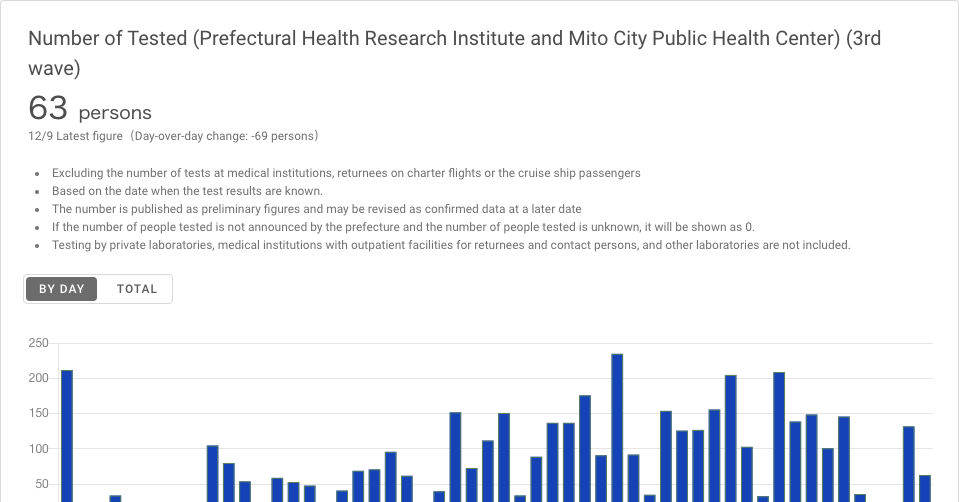 Number of Tested (Prefectural Health Research Institute and Mito City Public Health Center) (3rd
wave)
63 persons
12/9 Latest figure（Day-over-day change: -69 persons）
• Excluding the number of tests at medical institutions, returnees on charter flights or the cruise ship passengers
• Based on the date when the test results are known.
• The number is published as preliminary figures and may be revised as confirmed data at a later date
• If the number of people tested is not announced by the prefecture and the number of people tested is unknown, it will be shown as 0.
• Testing by private laboratories, medical institutions with outpatient facilities for returnees and contact persons, and other laboratories are not included.
BY DAY TOTAL
250
200
150
100
50